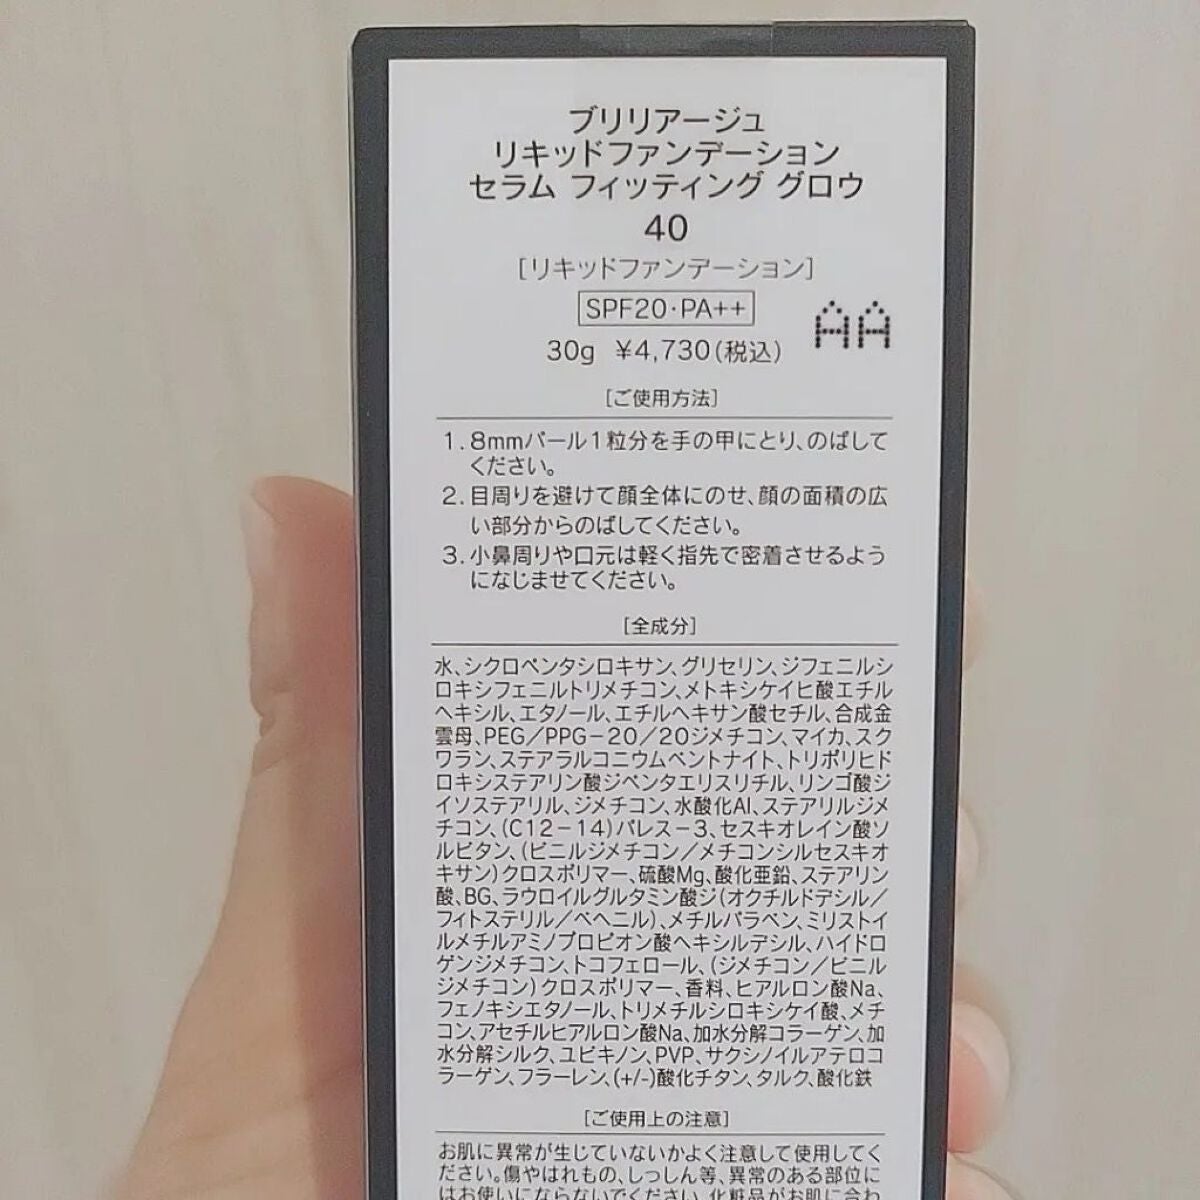 ブリリアージュ
リキッドファンデーション
セラム フィッティング グロウ
40
[リキッドファンデーション]
SPF20・PA++
AA
30g ¥4,730(税込)
[ご使用方法]
1. 8mmパール1粒分を手の甲にとり、のばして
ください。
2. 目周りを避けて顔全体にのせ、顔の面積の広
い部分からのばしてください。
3. 小鼻周りや口元は軽く指先で密着させるよう
になじませてください。
[全成分]
水、シクロペンタシロキサン、グリセリン、ジフェニルシ
ロキシフェニルトリメチコン、メトキシケイヒ酸エチル
ヘキシル、エタノール、エチルヘキサン酸セチル、合成金
雲母、PEG／PPG－20／20ジメチコン、マイカ、スク
ワラン、ステアラルコニウムベントナイト、トリポリヒド
ロキシステアリン酸ジペンタエリスリチル、リンゴ酸ジ
イソステアリル、ジメチコン、水酸化Al、ステアリルジメ
チコン、(C12－14)パレス－3、セスキオレイン酸ソ
ルビタン、(ビニルジメチコン／メチコンシルセスキオ
キサン)クロスポリマー、硫酸Mg、酸化亜鉛、ステアリン
酸、BG、ラウロイルグルタミン酸ジ(オクチルドデシル／
フィトステリル／ベヘニル)、メチルパラベン、ミリストイ
ルメチルアミノプロピオン酸ヘキシルデシル、ハイドロ
ゲンジメチコン、トコフェロール、(ジメチコン／ビニル
ジメチコン)クロスポリマー、香料、ヒアルロン酸Na、
フェノキシエタノール、トリメチルシロキシケイ酸、メチ
コン、アセチルヒアルロン酸Na、加水分解コラーゲン、加
水分解シルク、ユビキノン、PVP、サクシノイルアテロコ
ラーゲン、フラーレン、(+/-)酸化チタン、タルク、酸化鉄
[ご使用上の注意]
お肌に異常が生じていないかよく注意して使用してく
ださい。傷やはれもの、しっしん等、異常のある部位に
はお使いにならないでください。化粧品がお肌に合わ